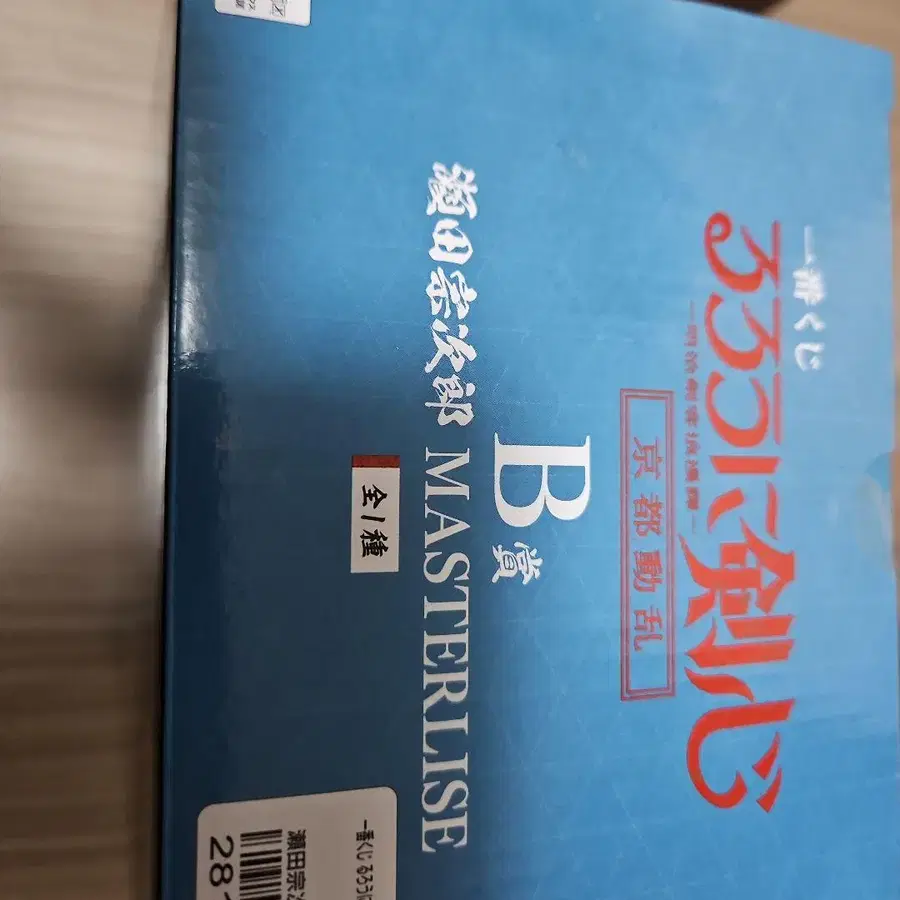 一番くじ
るろうに剣心
－明治剣客浪漫譚－
京都動乱
B賞
瀬田宗次郎 MASTERLISE
全1種
一番くじ るろうに
瀬田宗次
28